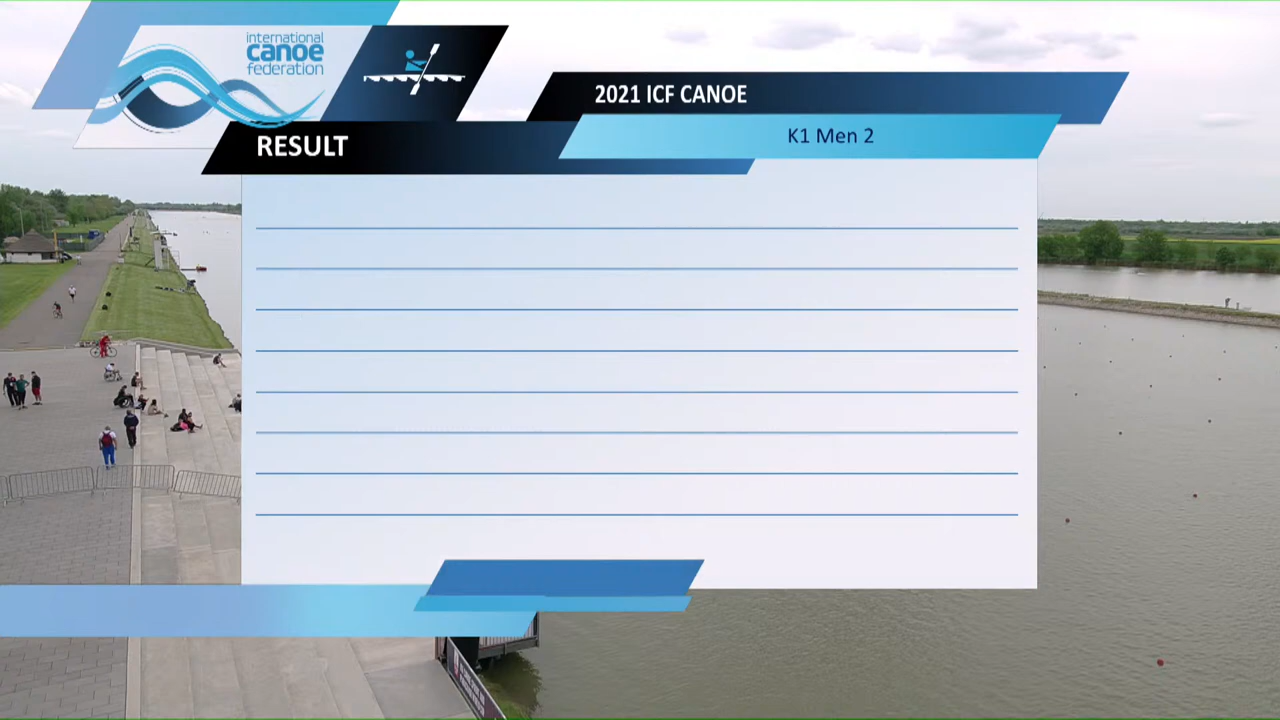 international
canoe
federation
2021 ICF CANOE
K1 Men 2
RESULT